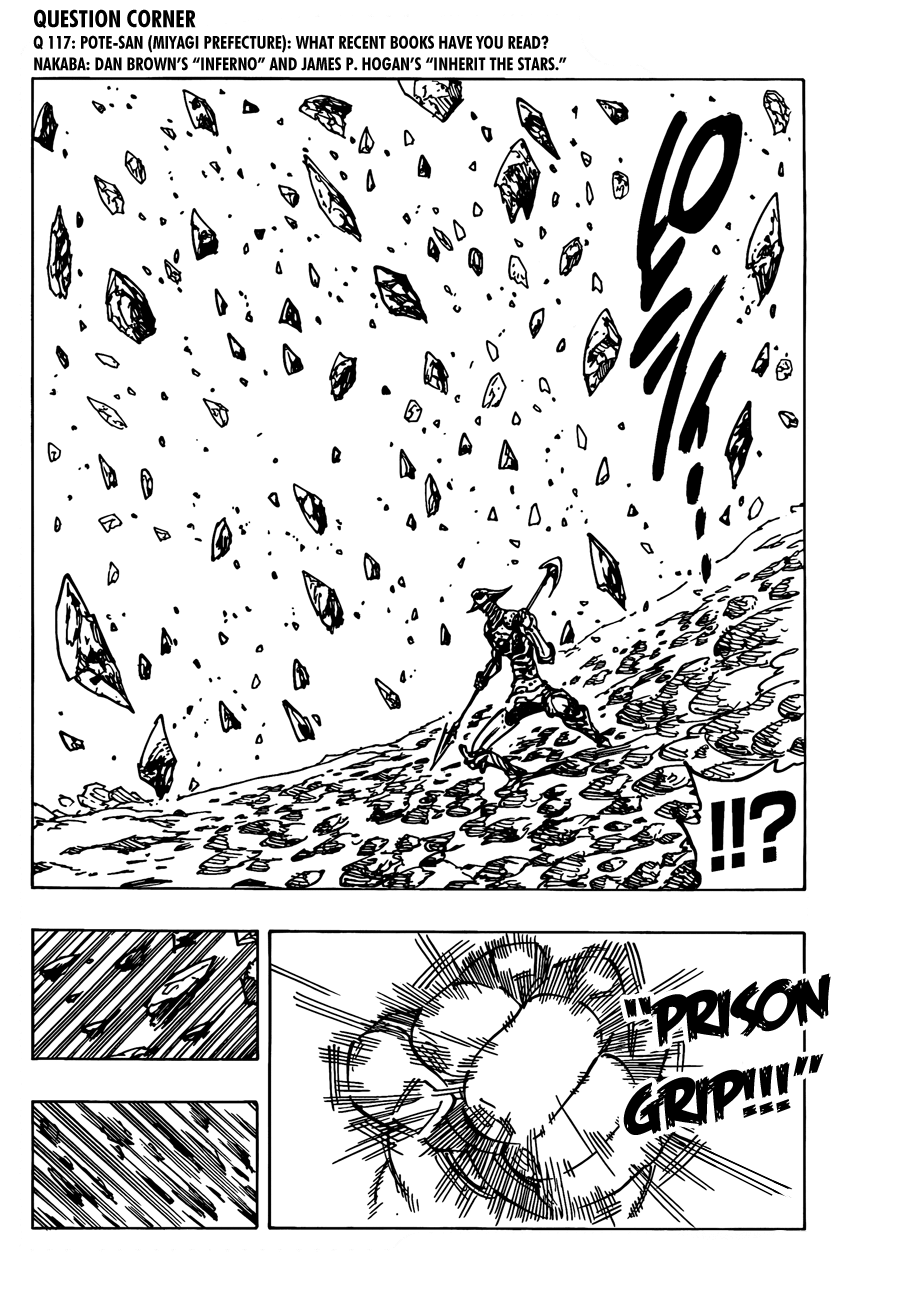 QUESTION CORNER
Q 117: POTE-SAN (MIYAGI PREFECTURE): WHAT RECENT BOOKS HAVE YOU READ?
NAKABA: DAN BROWN'S "INFERNO" AND JAMES P. HOGAN'S "INHERIT THE STARS."
!!?
"PRISON
GRIP!!!"